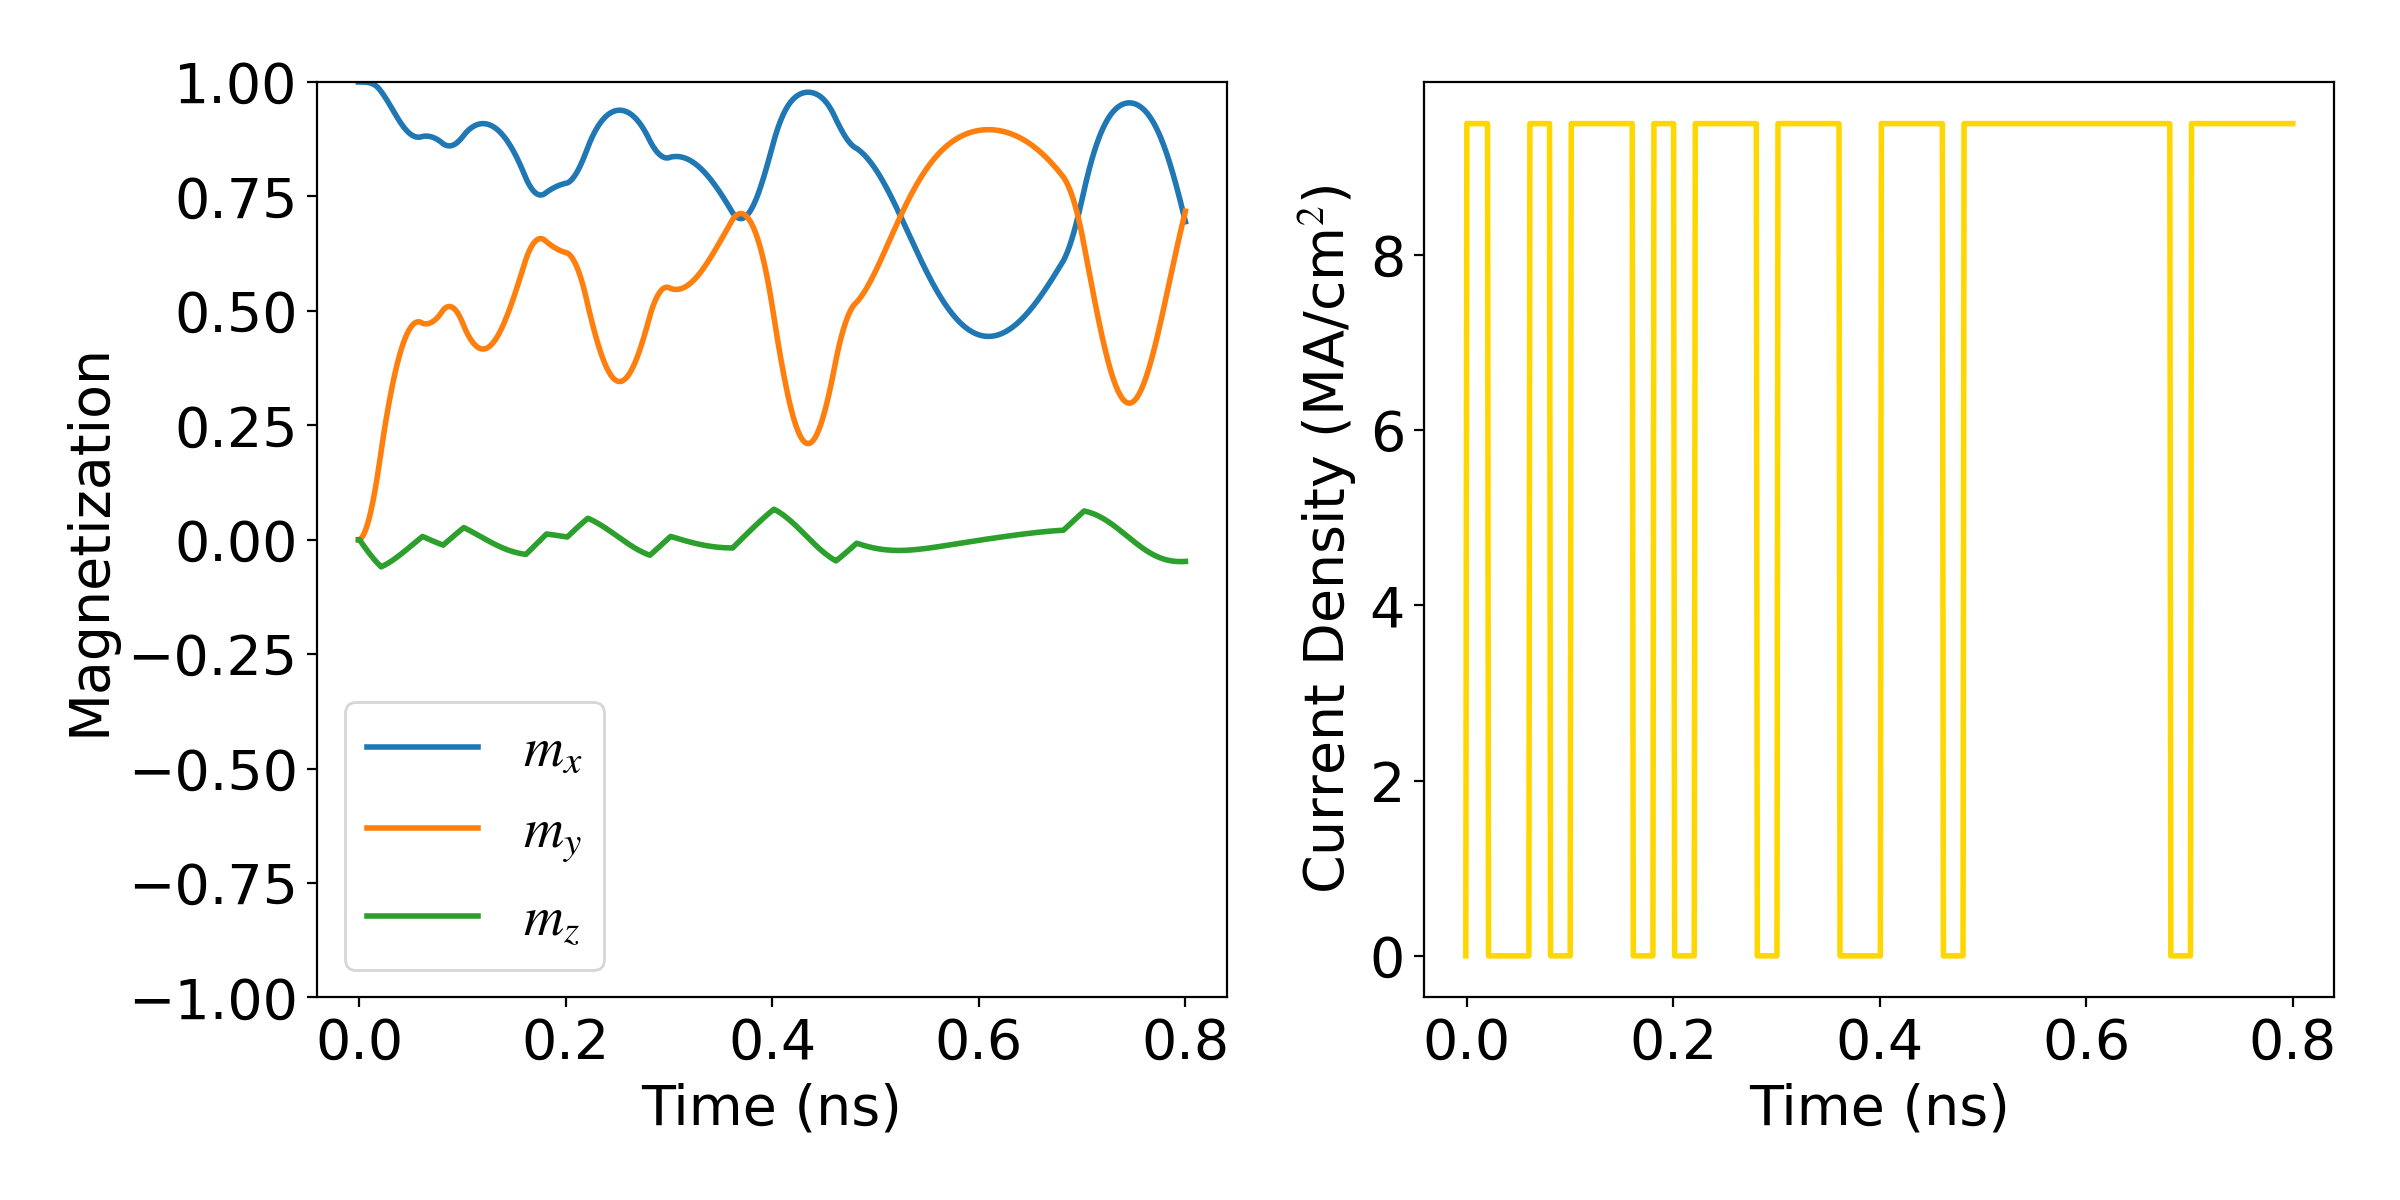 1.00
0.75
0.50
0.25
0.00
−0.25
−0.50
−0.75
−1.00
Magnetization
m_x
m_y
m_z
0.0 0.2 0.4 0.6 0.8
Time (ns)
8
6
4
2
0
Current Density (MA/cm²)
0.0 0.2 0.4 0.6 0.8
Time (ns)